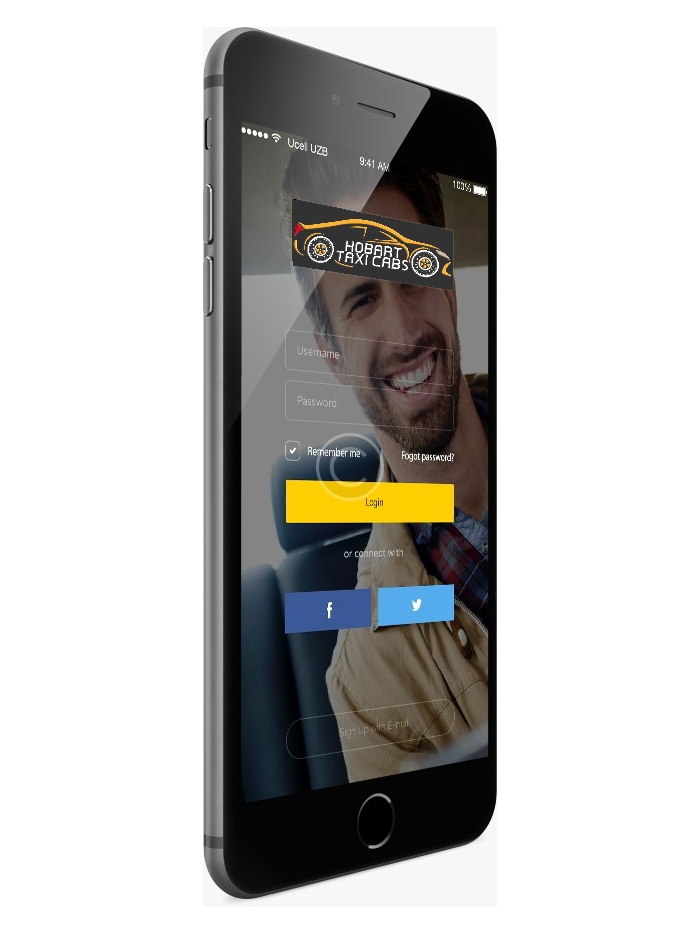 Ucell UZB
9:41 AM
100%
HOBART
TAXI CABS
Username
Password
Remember me
Fogot password?
©
Login
or connect with
f
Sign Up with E-mail